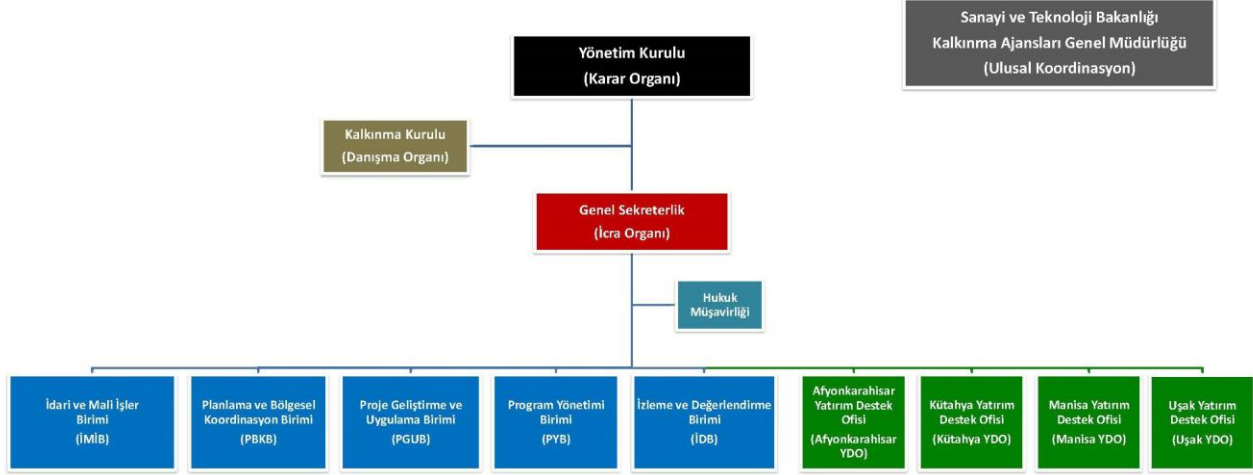 Sanayi ve Teknoloji Bakanlığı
Kalkınma Ajansları Genel Müdürlüğü
(Ulusal Koordinasyon)
Yönetim Kurulu
(Karar Organı)
Kalkınma Kurulu
(Danışma Organı)
Genel Sekreterlik
(İcra Organı)
Hukuk
Müşavirliği
İdari ve Mali İşler
Birimi
(İMİB)
Planlama ve Bölgesel
Koordinasyon Birimi
(PBKB)
Proje Geliştirme ve
Uygulama Birimi
(PGUB)
Program Yönetimi
Birimi
(PYB)
İzleme ve Değerlendirme
Birimi
(İDB)
Afyonkarahisar
Yatırım Destek
Ofisi
(Afyonkarahisar
YDO)
Kütahya Yatırım
Destek Ofisi
(Kütahya YDO)
Manisa Yatırım
Destek Ofisi
(Manisa YDO)
Uşak Yatırım
Destek Ofisi
(Uşak YDO)